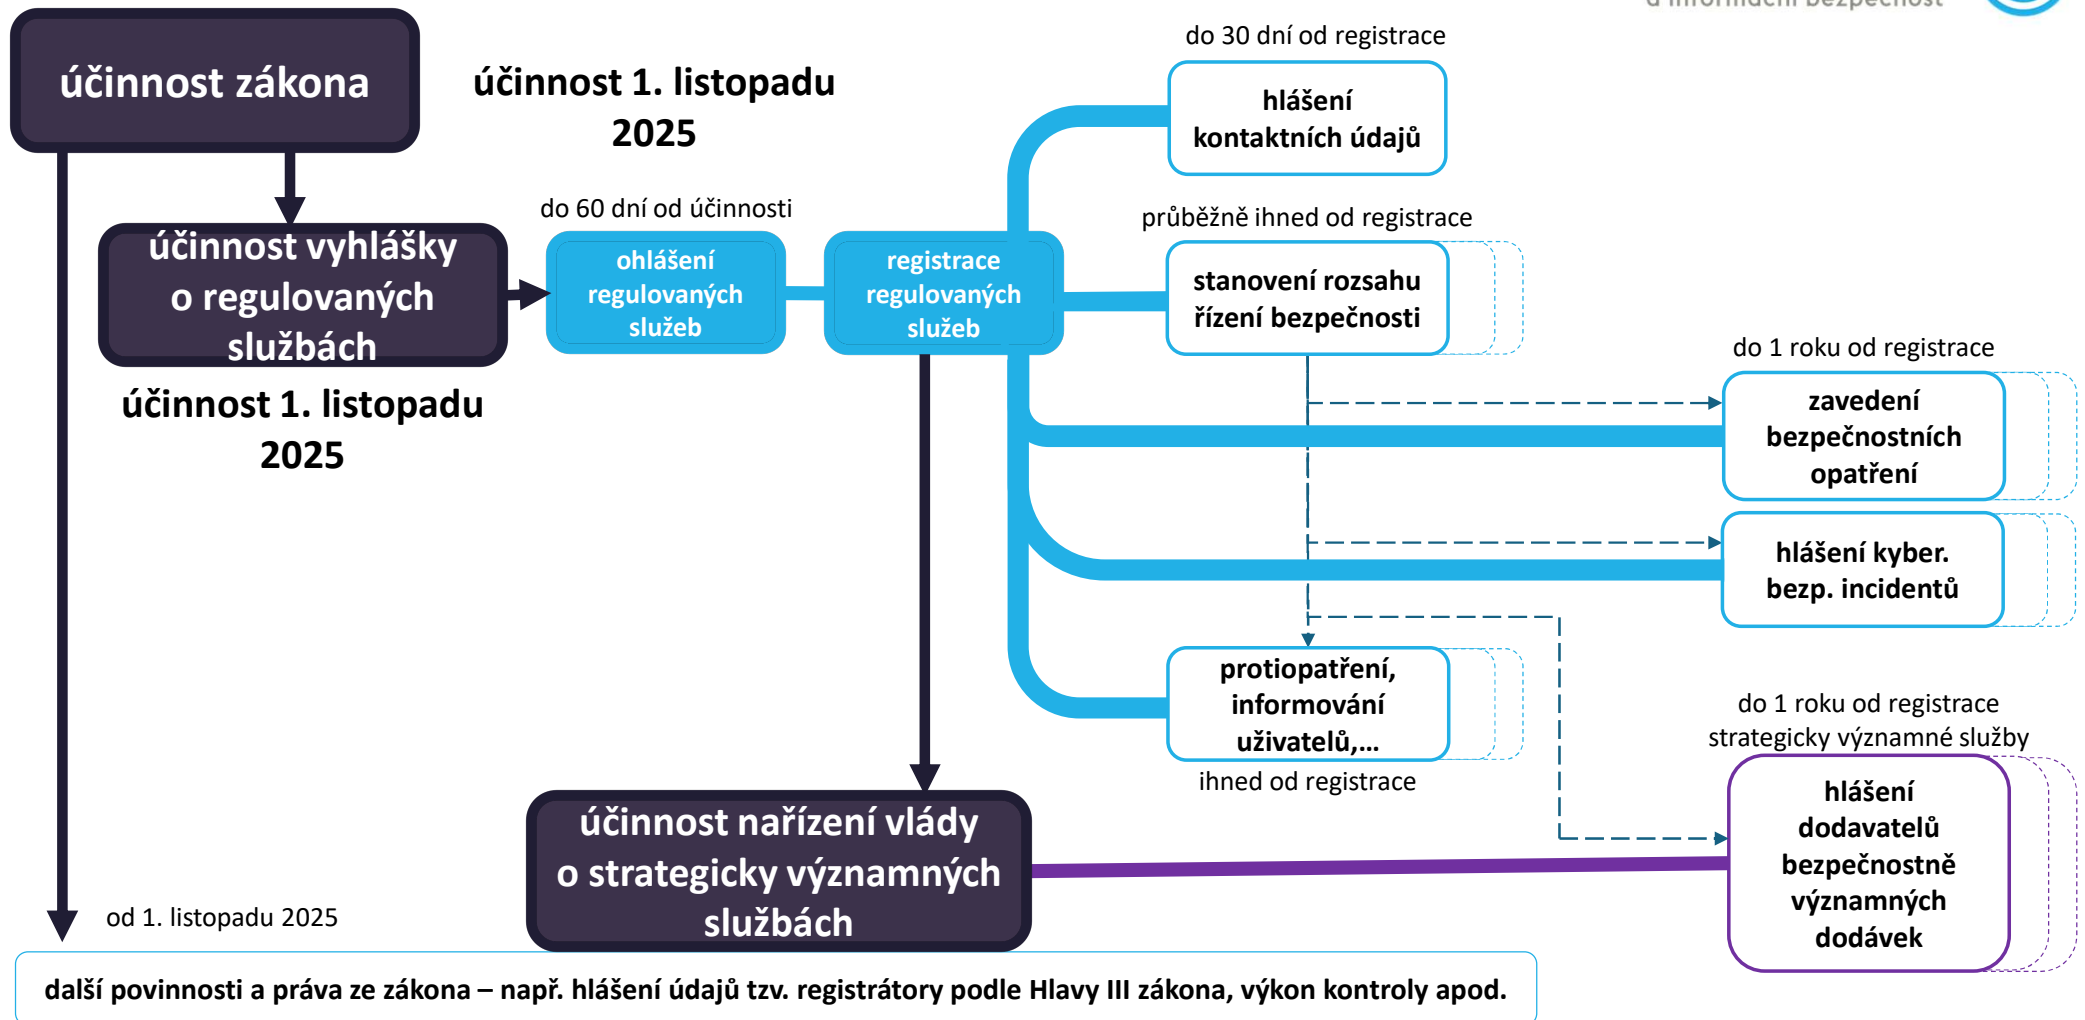 a informační bezpečnost
účinnost zákona
účinnost 1. listopadu
2025
do 30 dní od registrace
hlášení
kontaktních údajů
do 60 dní od účinnosti
průběžně ihned od registrace
účinnost vyhlášky
o regulovaných
službách
ohlášení
regulovaných
služeb
registrace
regulovaných
služeb
stanovení rozsahu
řízení bezpečnosti
účinnost 1. listopadu
2025
do 1 roku od registrace
zavedení
bezpečnostních
opatření
hlášení kyber.
bezp. incidentů
protiopatření,
informování
uživatelů,...
ihned od registrace
do 1 roku od registrace
strategicky významné služby
účinnost nařízení vlády
o strategicky významných
službách
hlášení
dodavatelů
bezpečnostně
významných
dodávek
od 1. listopadu 2025
další povinnosti a práva ze zákona – např. hlášení údajů tzv. registrátory podle Hlavy III zákona, výkon kontroly apod.